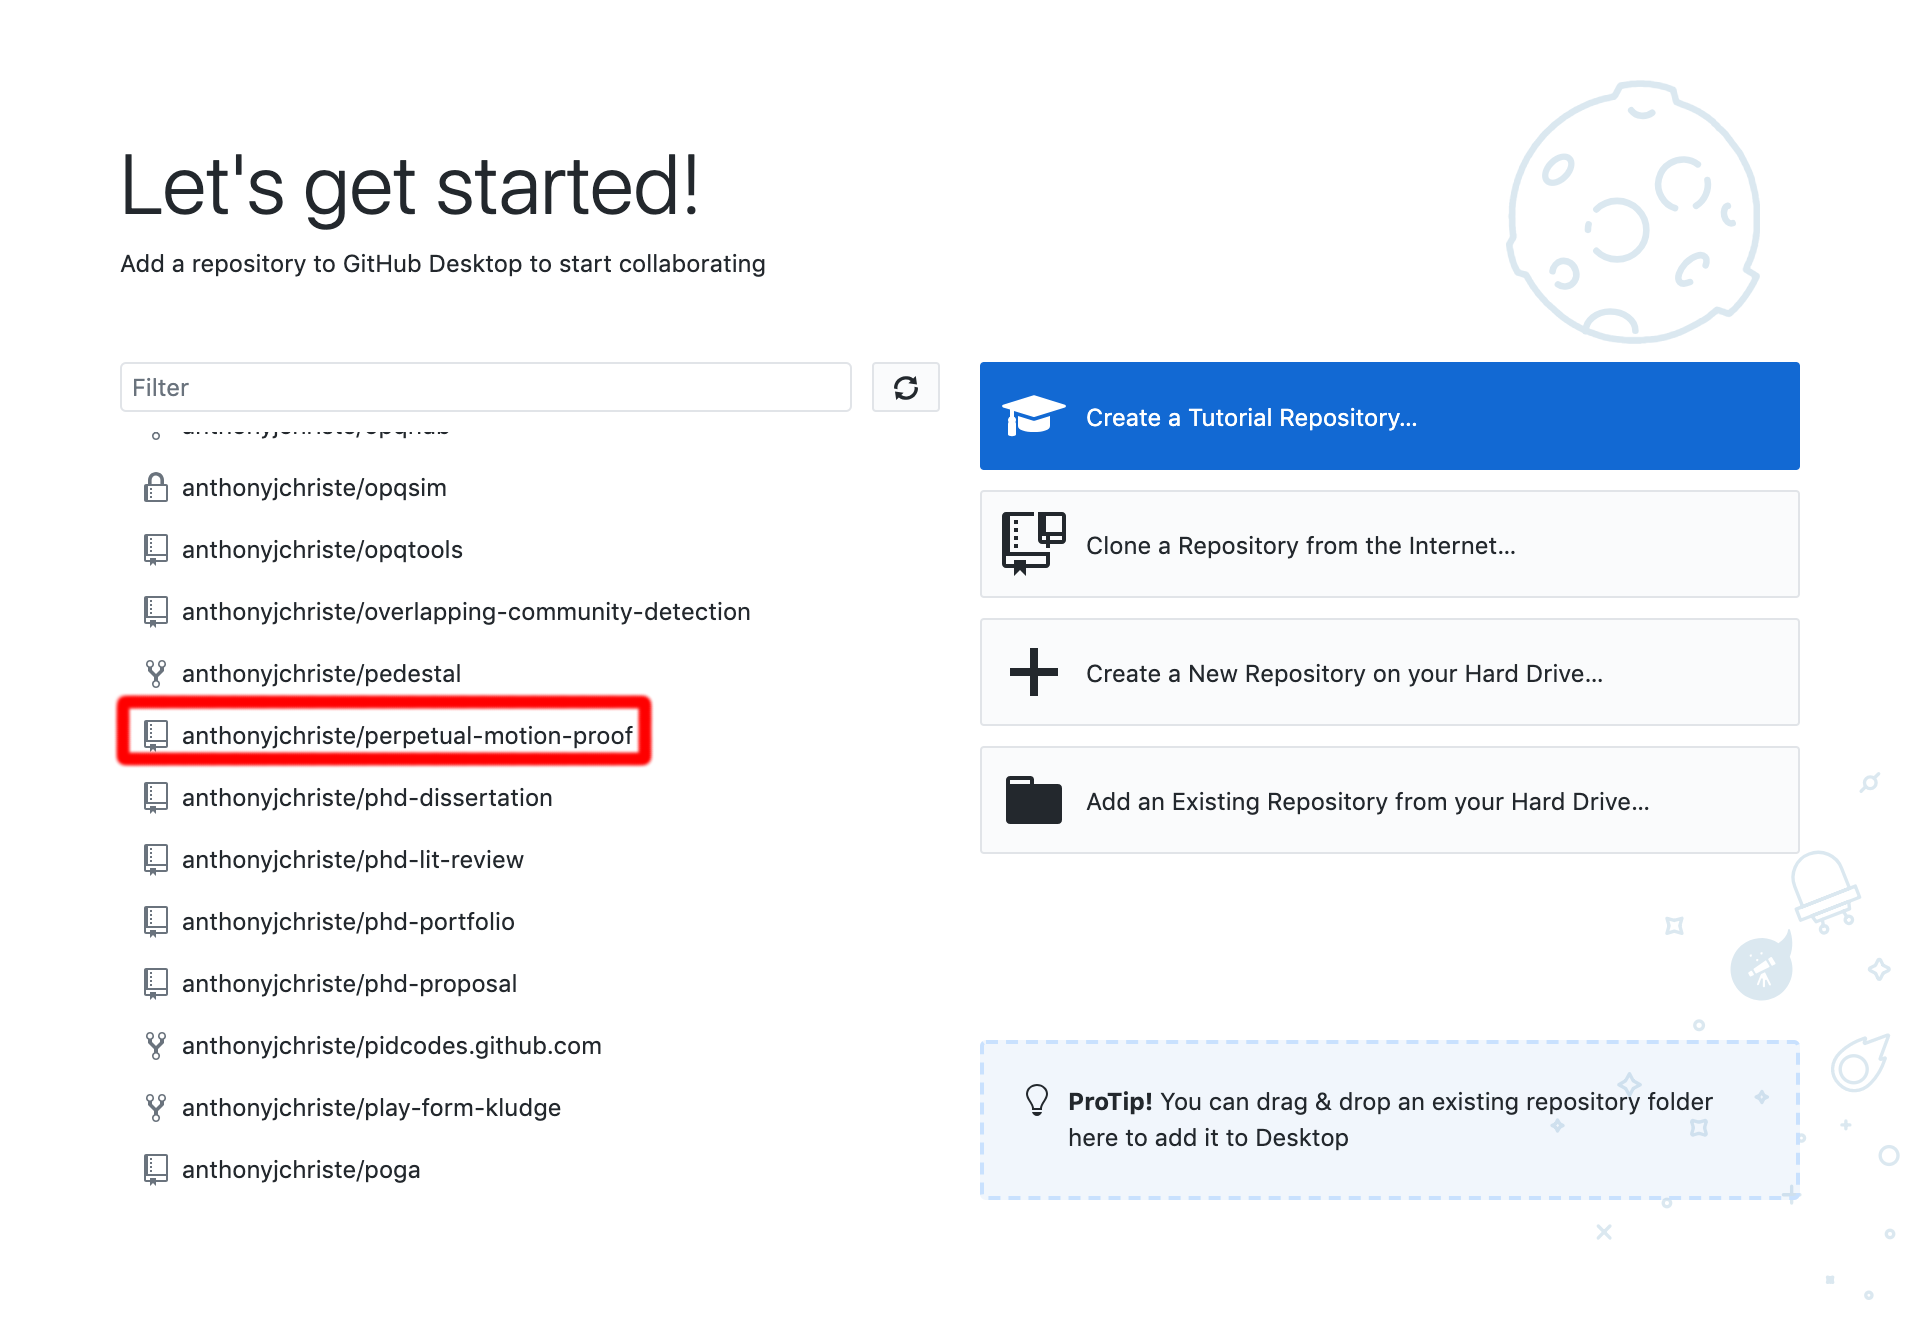 Let's get started!
Add a repository to GitHub Desktop to start collaborating
Filter
anthonyjchriste/opqhub
anthonyjchriste/opqsim
anthonyjchriste/opqtools
anthonyjchriste/overlapping-community-detection
anthonyjchriste/pedestal
anthonyjchriste/perpetual-motion-proof
anthonyjchriste/phd-dissertation
anthonyjchriste/phd-lit-review
anthonyjchriste/phd-portfolio
anthonyjchriste/phd-proposal
anthonyjchriste/pidcodes.github.com
anthonyjchriste/play-form-kludge
anthonyjchriste/poga
Create a Tutorial Repository...
Clone a Repository from the Internet...
Create a New Repository on your Hard Drive...
Add an Existing Repository from your Hard Drive...
ProTip! You can drag & drop an existing repository folder
here to add it to Desktop